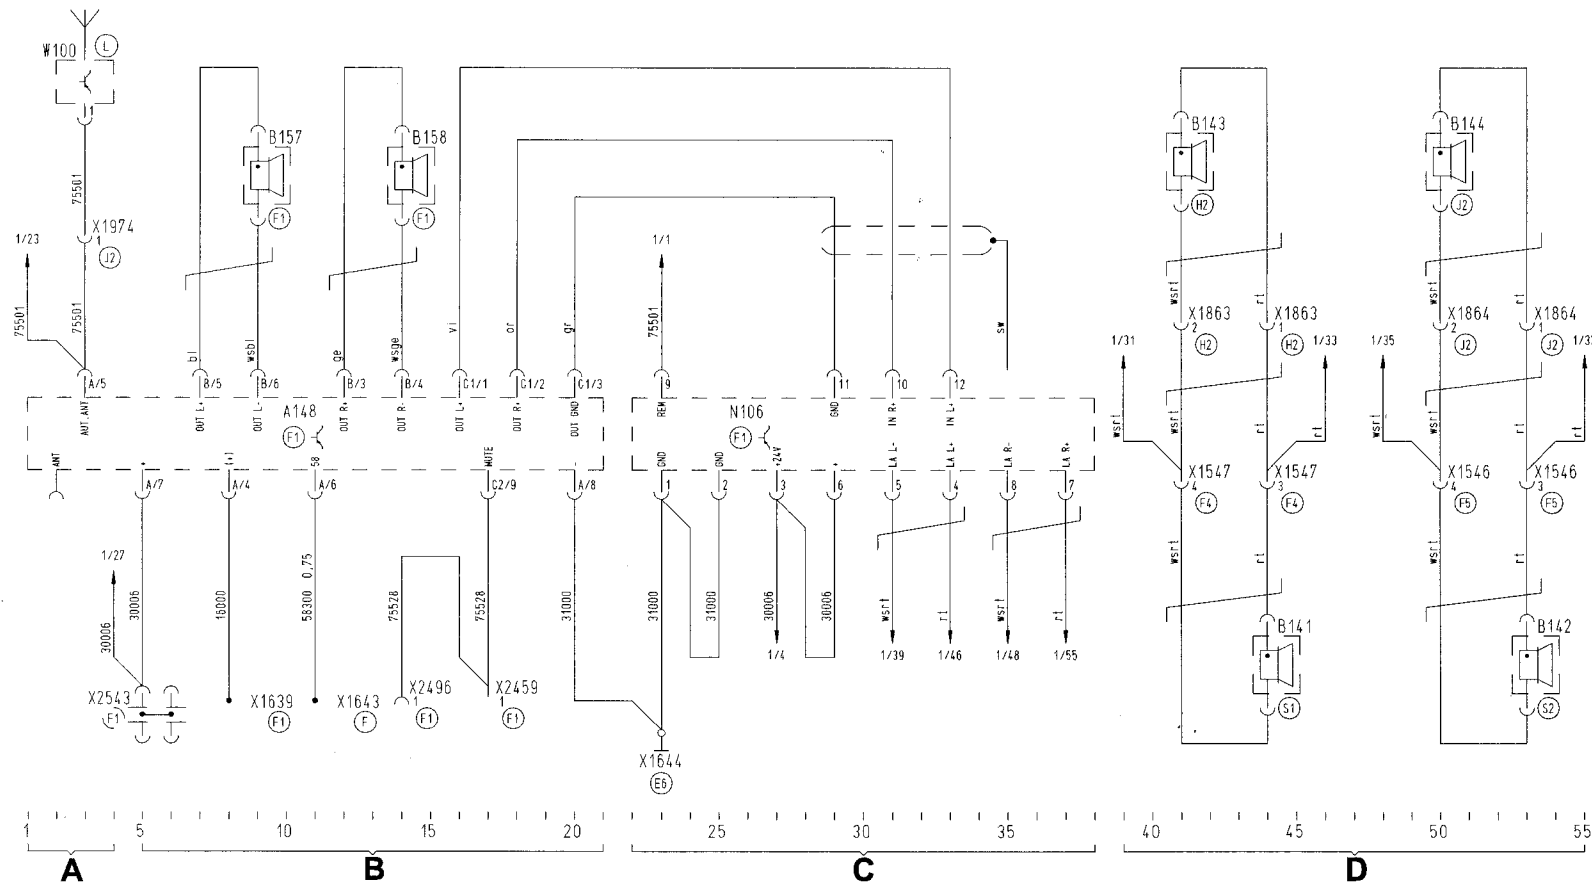 W100
L
1
75501
X1974
1
J2
1/23
75501
75501
A/5
AUT.ANT
ANT
B157
F1
B158
F1
bl
wsbl
ge
wsge
vi
or
gr
B/5
B/6
B/3
B/4
C1/1
C1/2
C1/3
OUT L+
OUT L-
A148
F1
OUT R+
OUT R-
OUT L+
OUT R+
OUT GND
+
(+)
58
MUTE
-
A/7
A/4
A/6
C2/9
A/8
1/27
30006
30006
16000
58300 0,75
75528
75528
31000
X2543
F1
X1639
F1
X1643
F
X2496
1
F1
X2459
1
F1
1/1
75501
sw
9
11
10
12
REM
N106
F1
GND
IN R+
IN L+
GND
GND
+24V
+
LA L-
LA L+
LA R-
LA R+
1
2
3
6
5
4
8
7
31000
31000
30006
30006
wsrt
rt
wsrt
rt
1/4
1/39
1/46
1/48
1/55
X1644
E6
B143
H2
B144
J2
wsrt
rt
wsrt
rt
X1863
2
H2
X1863
1
H2
X1864
2
J2
X1864
1
J2
1/31
1/33
1/35
wsrt
wsrt
rt
rt
wsrt
wsrt
rt
rt
X1547
4
F4
X1547
3
F4
X1546
4
F5
X1546
3
F5
wsrt
rt
wsrt
rt
B141
S1
B142
S2
1 5 10 15 20 25 30 35 40 45 50 55
A B C D